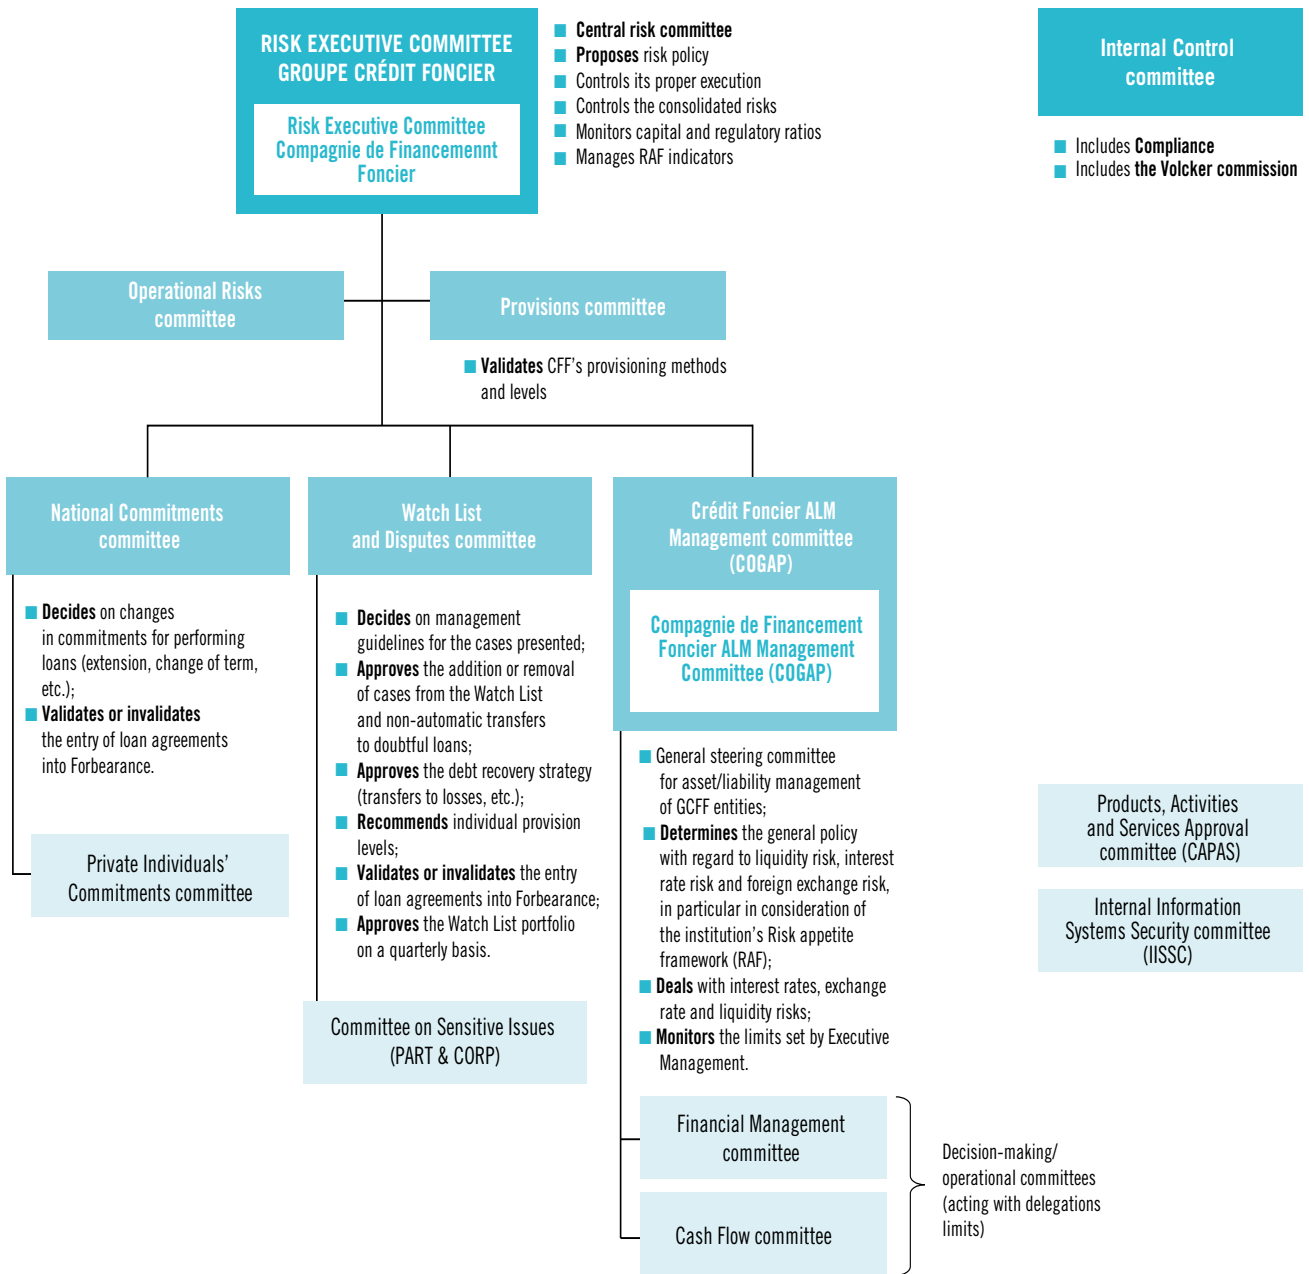 RISK EXECUTIVE COMMITTEE
GROUPE CRÉDIT FONCIER
Risk Executive Committee
Compagnie de Financemennt
Foncier
Central risk committee
Proposes risk policy
Controls its proper execution
Controls the consolidated risks
Monitors capital and regulatory ratios
Manages RAF indicators
Internal Control
committee
Includes Compliance
Includes the Volcker commission
Operational Risks
committee
Provisions committee
Validates CFF's provisioning methods
and levels
National Commitments
committee
Decides on changes
in commitments for performing
loans (extension, change of term,
etc.);
Validates or invalidates
the entry of loan agreements
into Forbearance.
Private Individuals'
Commitments committee
Watch List
and Disputes committee
Decides on management
guidelines for the cases presented;
Approves the addition or removal
of cases from the Watch List
and non-automatic transfers
to doubtful loans;
Approves the debt recovery strategy
(transfers to losses, etc.);
Recommends individual provision
levels;
Validates or invalidates the entry
of loan agreements into Forbearance;
Approves the Watch List portfolio
on a quarterly basis.
Committee on Sensitive Issues
(PART & CORP)
Crédit Foncier ALM
Management committee
(COGAP)
Compagnie de Financement
Foncier ALM Management
Committee (COGAP)
General steering committee
for asset/liability management
of GCFF entities;
Determines the general policy
with regard to liquidity risk, interest
rate risk and foreign exchange risk,
in particular in consideration of
the institution's Risk appetite
framework (RAF);
Deals with interest rates, exchange
rate and liquidity risks;
Monitors the limits set by Executive
Management.
Financial Management
committee
Cash Flow committee
Decision-making/
operational committees
(acting with delegations
limits)
Products, Activities
and Services Approval
committee (CAPAS)
Internal Information
Systems Security committee
(IISSC)